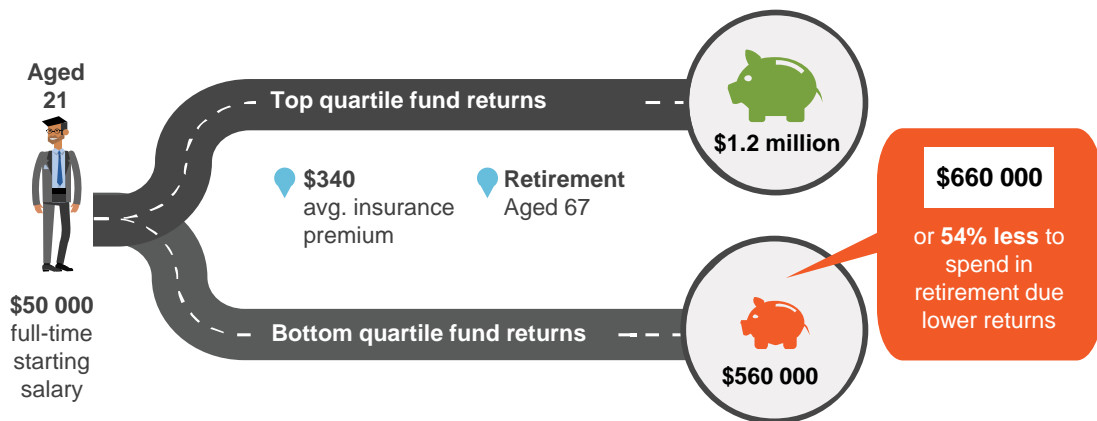 Aged
21
$50 000
full-time
starting
salary
Top quartile fund returns
$1.2 million
$340
avg. insurance
premium
Retirement
Aged 67
Bottom quartile fund returns
$560 000
$660 000
or 54% less to
spend in
retirement due
lower returns